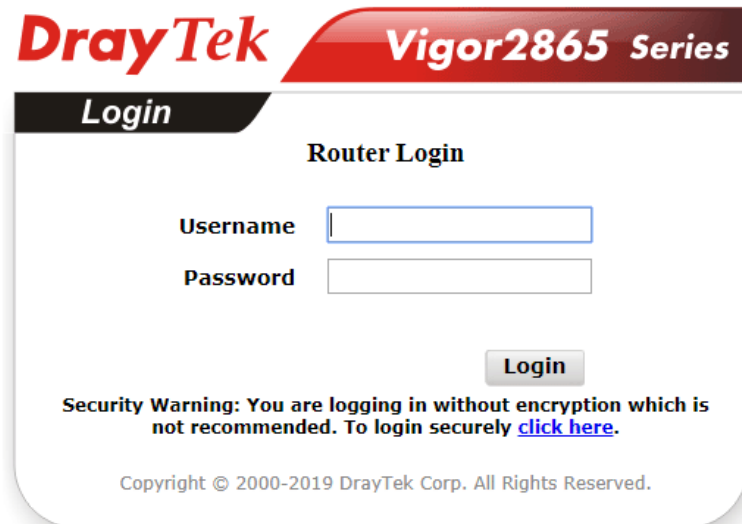 DrayTek Vigor2865 Series
Login
Router Login
Username
Password
Login
Security Warning: You are logging in without encryption which is
not recommended. To login securely click here.
Copyright © 2000-2019 DrayTek Corp. All Rights Reserved.